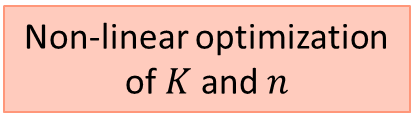 Non-linear optimization
of K and n